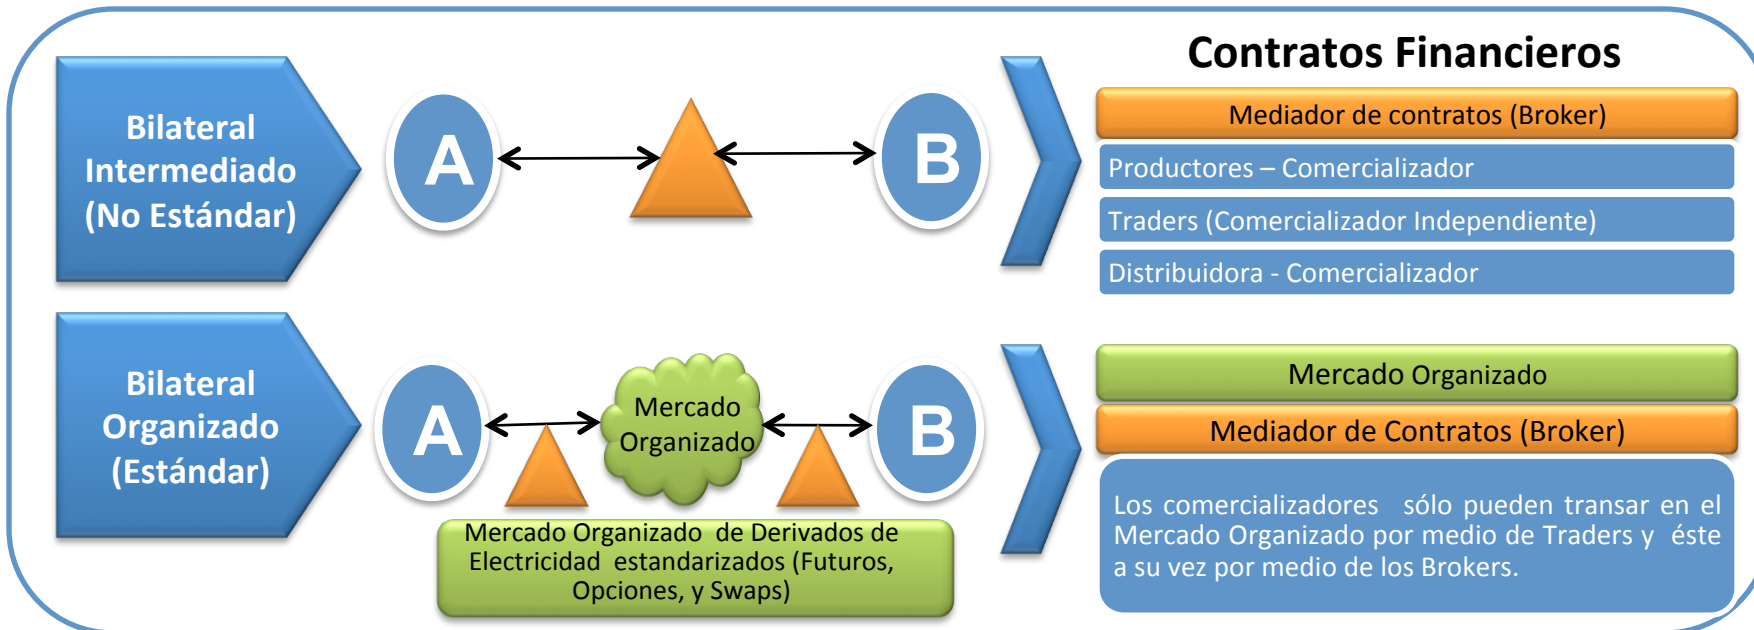 Contratos Financieros
Bilateral
Intermediado
(No Estándar)
A
B
Mediador de contratos (Broker)
Productores – Comercializador
Traders (Comercializador Independiente)
Distribuidora - Comercializador
Bilateral
Organizado
(Estándar)
A
Mercado
Organizado
B
Mercado Organizado de Derivados de
Electricidad estandarizados (Futuros,
Opciones, y Swaps)
Mercado Organizado
Mediador de Contratos (Broker)
Los comercializadores sólo pueden transar en el
Mercado Organizado por medio de Traders y éste
a su vez por medio de los Brokers.